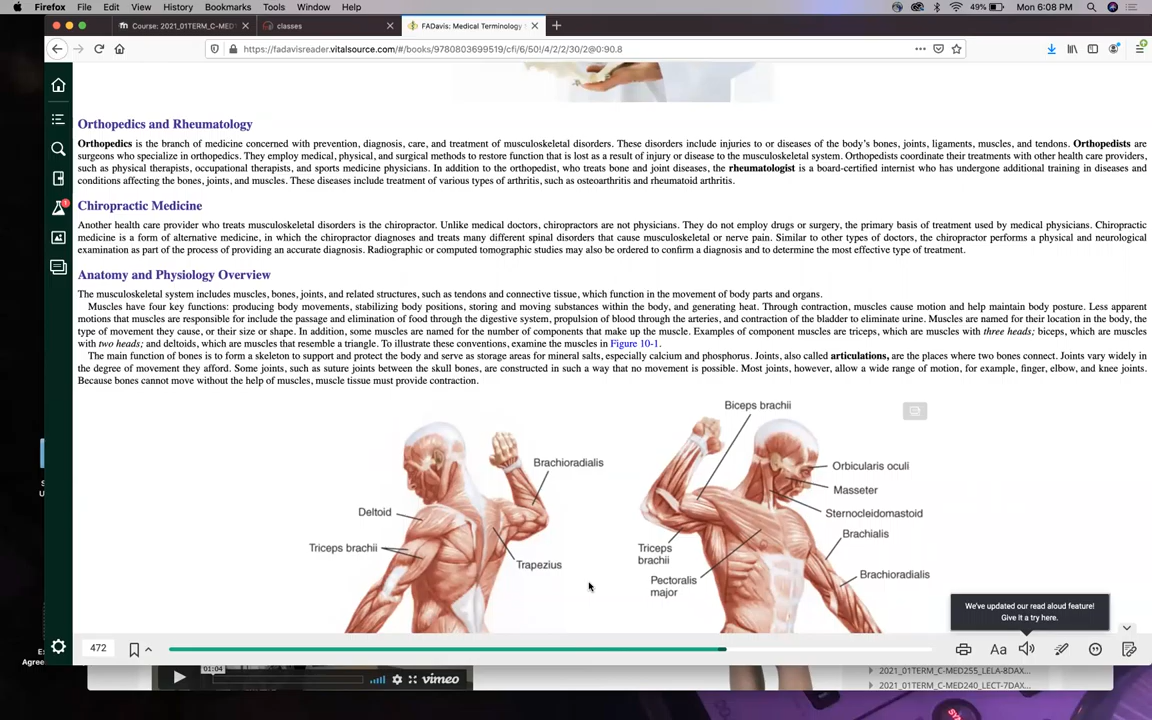 Firefox File Edit View History Bookmarks Tools Window Help 49% Mon 6:08 PM
Course: 2021_01TERM_C-MED1 classes FADavis: Medical Terminology
https://fadavisreader.vitalsource.com/#/books/9780803699519/cfi/6/60!/4/2/2/30/2@0:90.8
Orthopedics and Rheumatology
Orthopedics is the branch of medicine concerned with prevention, diagnosis, care, and treatment of musculoskeletal disorders. These disorders include injuries to or diseases of the body's bones, joints, ligaments, muscles, and tendons. Orthopedists are
surgeons who specialize in orthopedics. They employ medical, physical, and surgical methods to restore function that is lost as a result of injury or disease to the musculoskeletal system. Orthopedists coordinate their treatments with other health care providers,
such as physical therapists, occupational therapists, and sports medicine physicians. In addition to the orthopedist, who treats bone and joint diseases, the rheumatologist is a board-certified internist who has undergone additional training in diseases and
conditions affecting the bones, joints, and muscles. These diseases include treatment of various types of arthritis, such as osteoarthritis and rheumatoid arthritis.
Chiropractic Medicine
Another health care provider who treats musculoskeletal disorders is the chiropractor. Unlike medical doctors, chiropractors are not physicians. They do not employ drugs or surgery, the primary basis of treatment used by medical physicians. Chiropractic
medicine is a form of alternative medicine, in which the chiropractor diagnoses and treats many different spinal disorders that cause musculoskeletal or nerve pain. Similar to other types of doctors, the chiropractor performs a physical and neurological
examination as part of the process of providing an accurate diagnosis. Radiographic or computed tomographic studies may also be ordered to confirm a diagnosis and to determine the most effective type of treatment.
Anatomy and Physiology Overview
The musculoskeletal system includes muscles, bones, joints, and related structures, such as tendons and connective tissue, which function in the movement of body parts and organs.
Muscles have four key functions: producing body movements, stabilizing body positions, storing and moving substances within the body, and generating heat. Through contraction, muscles cause motion and help maintain body posture. Less apparent
motions that muscles are responsible for include the passage and elimination of food through the digestive system, propulsion of blood through the arteries, and contraction of the bladder to eliminate urine. Muscles are named for their location in the body, the
type of movement they cause, or their size or shape. In addition, some muscles are named for the number of components that make up the muscle. Examples of component muscles are triceps, which are muscles with three heads; biceps, which are muscles
with two heads; and deltoids, which are muscles that resemble a triangle. To illustrate these conventions, examine the muscles in Figure 10-1.
The main function of bones is to form a skeleton to support and protect the body and serve as storage areas for mineral salts, especially calcium and phosphorus. Joints, also called articulations, are the places where two bones connect. Joints vary widely in
the degree of movement they afford. Some joints, such as suture joints between the skull bones, are constructed in such a way that no movement is possible. Most joints, however, allow a wide range of motion, for example, finger, elbow, and knee joints.
Because bones cannot move without the help of muscles, muscle tissue must provide contraction.
Biceps brachii
Brachioradialis
Orbicularis oculi
Masseter
Deltoid
Sternocleidomastoid
Brachialis
Triceps brachii
Triceps
brachii
Trapezius
Brachioradialis
Pectoralis
major
We've updated our read aloud feature!
Give it a try here.
472
Aa
Agree
01:04
vimeo
2021_01TERM_C-MED255_LELA-8DAX...
2021_01TERM_C-MED240_LECT-7DAX...